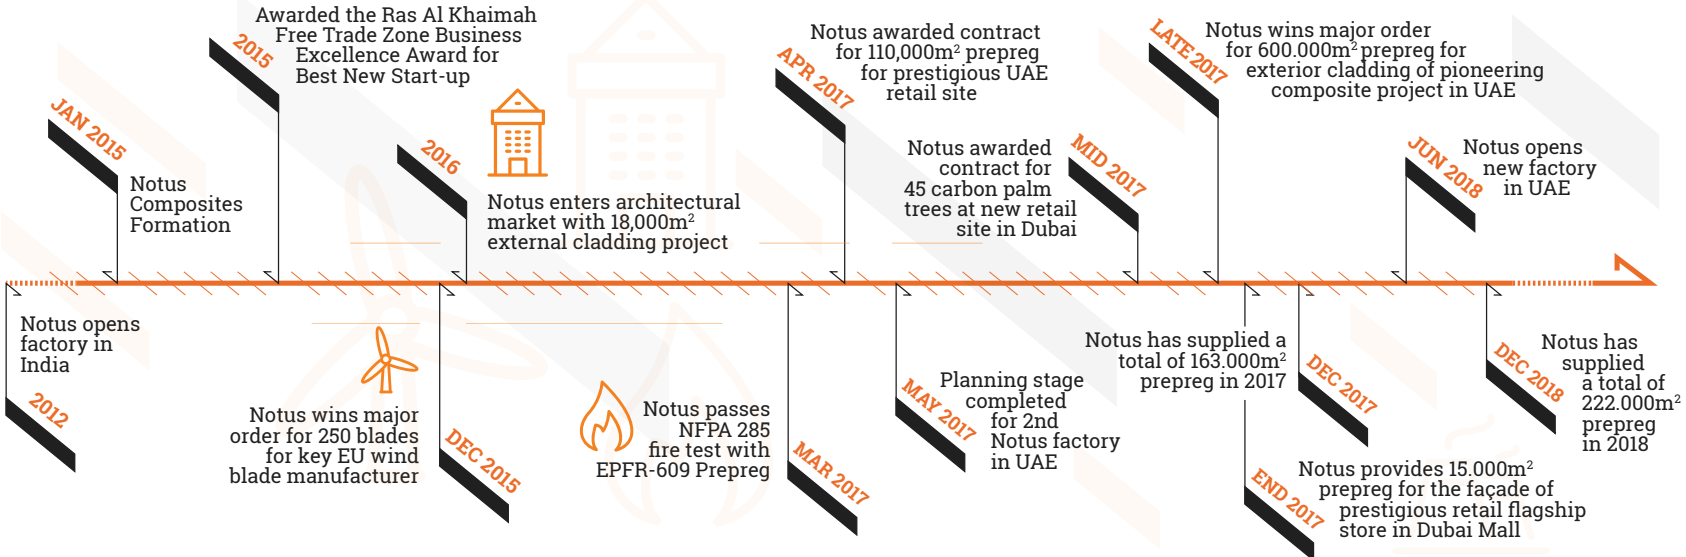 2012
Notus opens
factory in
India
JAN 2015
Notus
Composites
Formation
2015
Awarded the Ras Al Khaimah
Free Trade Zone Business
Excellence Award for
Best New Start-up
DEC 2015
Notus wins major
order for 250 blades
for key EU wind
blade manufacturer
2016
Notus enters architectural
market with 18,000m²
external cladding project
MAR 2017
Notus passes
NFPA 285
fire test with
EPFR-609 Prepreg
APR 2017
Notus awarded contract
for 110,000m² prepreg
for prestigious UAE
retail site
MAY 2017
Planning stage
completed
for 2nd
Notus factory
in UAE
MID 2017
Notus awarded
contract for
45 carbon palm
trees at new retail
site in Dubai
LATE 2017
Notus wins major order
for 600.000m² prepreg for
exterior cladding of pioneering
composite project in UAE
END 2017
Notus provides 15.000m²
prepreg for the façade of
prestigious retail flagship
store in Dubai Mall
DEC 2017
Notus has supplied a
total of 163.000m²
prepreg in 2017
JUN 2018
Notus opens
new factory
in UAE
DEC 2018
Notus has
supplied
a total of
222.000m²
prepreg
in 2018